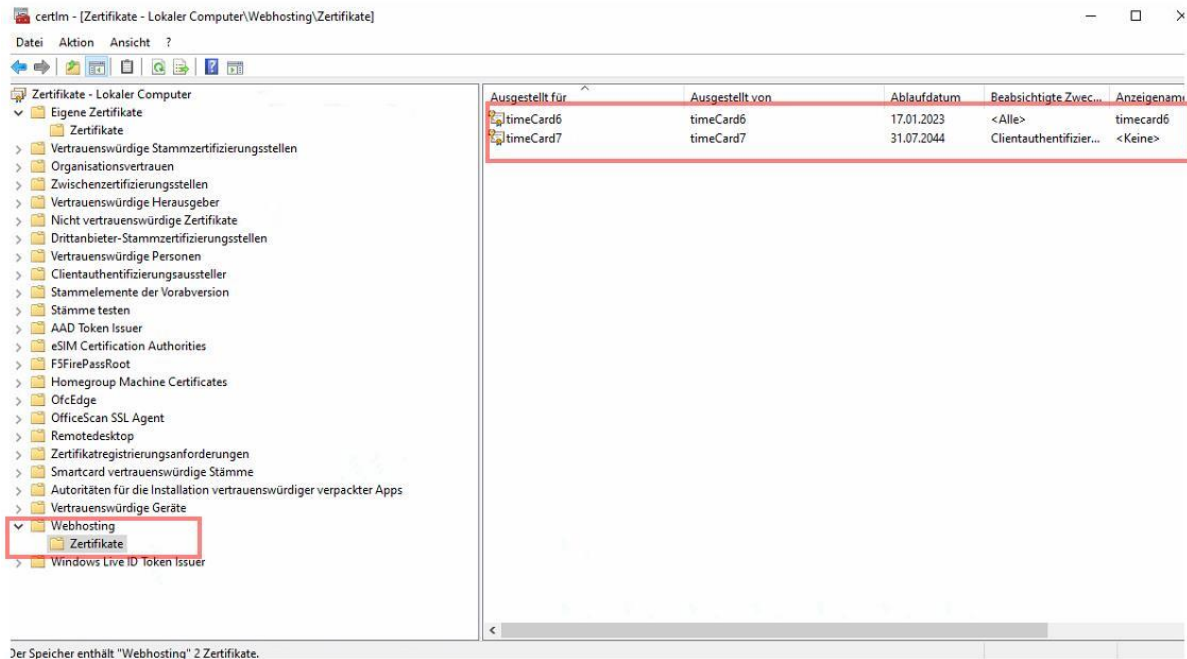 certlm - [Zertifikate - Lokaler Computer\Webhosting\Zertifikate]
Datei Aktion Ansicht ?
Zertifikate - Lokaler Computer
Eigene Zertifikate
Zertifikate
Vertrauenswürdige Stammzertifizierungsstellen
Organisationsvertrauen
Zwischenzertifizierungsstellen
Vertrauenswürdige Herausgeber
Nicht vertrauenswürdige Zertifikate
Drittanbieter-Stammzertifizierungsstellen
Vertrauenswürdige Personen
Clientauthentifizierungsaussteller
Stammelemente der Vorabversion
Stämme testen
AAD Token Issuer
eSIM Certification Authorities
F5FirePassRoot
Homegroup Machine Certificates
OfcEdge
OfficeScan SSL Agent
Remotedesktop
Zertifikatregistrierungsanforderungen
Smartcard vertrauenswürdige Stämme
Autoritäten für die Installation vertrauenswürdiger verpackter Apps
Vertrauenswürdige Geräte
Webhosting
Zertifikate
Windows Live ID Token Issuer
Ausgestellt für Ausgestellt von Ablaufdatum Beabsichtigte Zwec... Anzeigename
timeCard6 timeCard6 17.01.2023 <Alle> timecard6
timeCard7 timeCard7 31.07.2044 Clientauthentifizier... <Keine>
Der Speicher enthält "Webhosting" 2 Zertifikate.